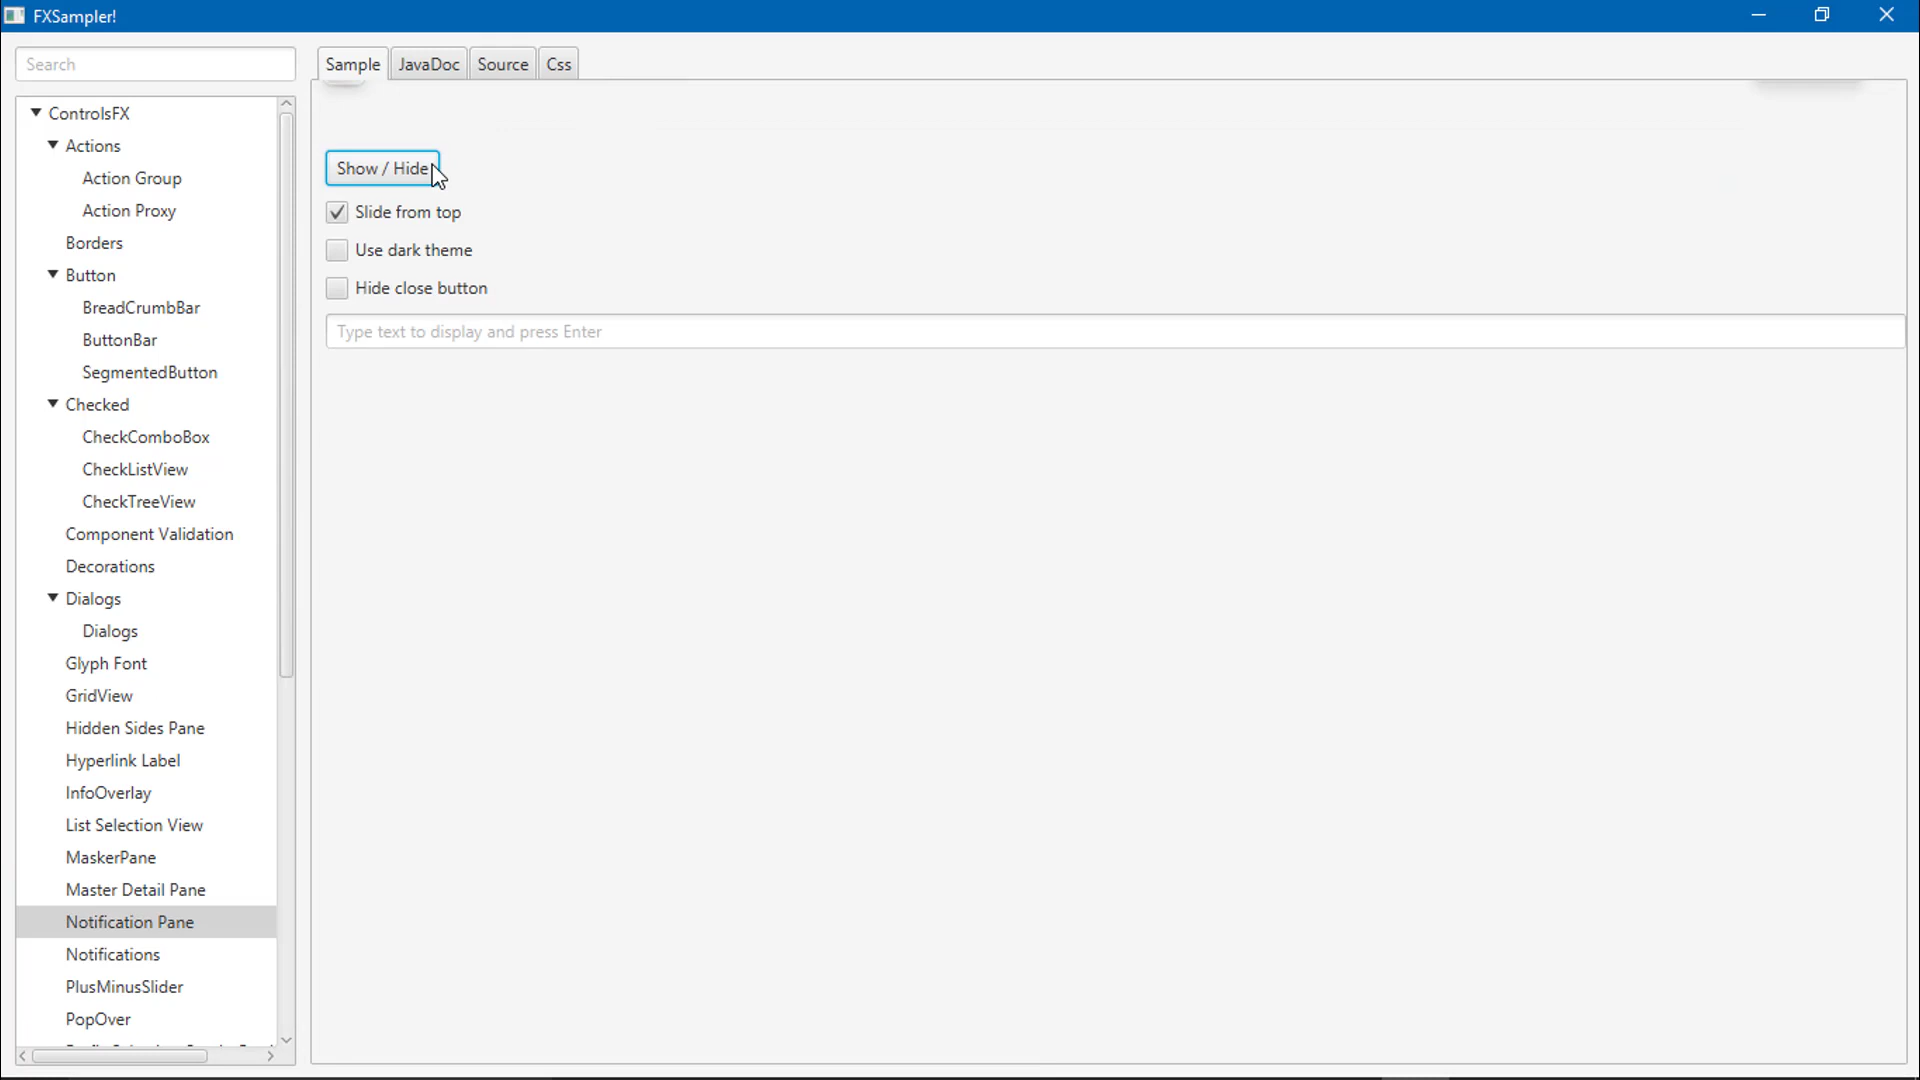 FXSampler!
Search
ControlsFX
Actions
Action Group
Action Proxy
Borders
Button
BreadCrumbBar
ButtonBar
SegmentedButton
Checked
CheckComboBox
CheckListView
CheckTreeView
Component Validation
Decorations
Dialogs
Dialogs
Glyph Font
GridView
Hidden Sides Pane
Hyperlink Label
InfoOverlay
List Selection View
MaskerPane
Master Detail Pane
Notification Pane
Notifications
PlusMinusSlider
PopOver
Sample JavaDoc Source Css
Show / Hide
Slide from top
Use dark theme
Hide close button
Type text to display and press Enter